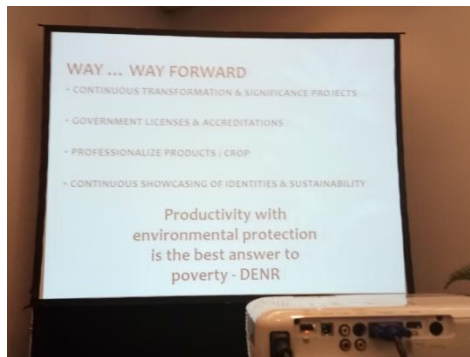 WAY ... WAY FORWARD
• CONTINUOUS TRANSFORMATION & SIGNIFICANCE PROJECTS
• GOVERNMENT LICENSES & ACCREDITATIONS
• PROFESSIONALIZE PRODUCTS / CROP
• CONTINUOUS SHOWCASING OF IDENTITIES & SUSTAINABILITY
Productivity with
environmental protection
is the best answer to
poverty - DENR